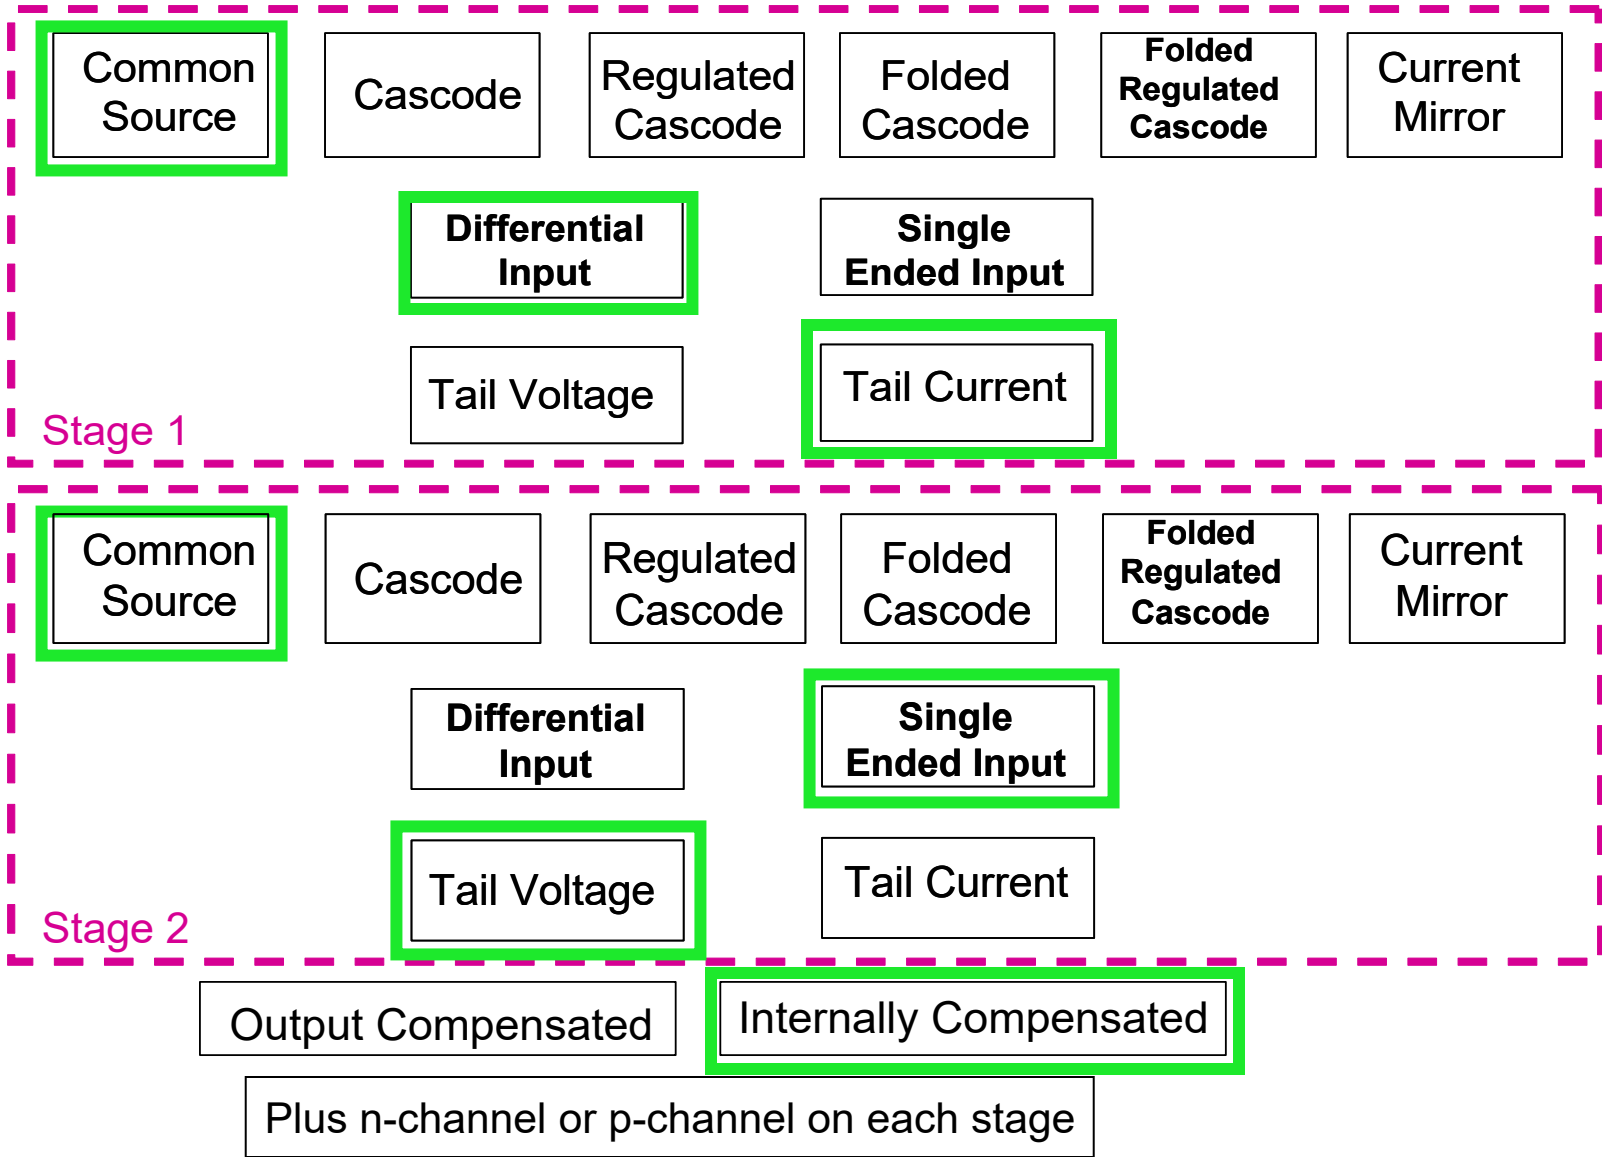 Common
Source
Cascode
Regulated
Cascode
Folded
Cascode
Folded
Regulated
Cascode
Current
Mirror
Differential
Input
Single
Ended Input
Tail Voltage
Tail Current
Stage 1
Common
Source
Cascode
Regulated
Cascode
Folded
Cascode
Folded
Regulated
Cascode
Current
Mirror
Differential
Input
Single
Ended Input
Tail Voltage
Tail Current
Stage 2
Output Compensated
Internally Compensated
Plus n-channel or p-channel on each stage